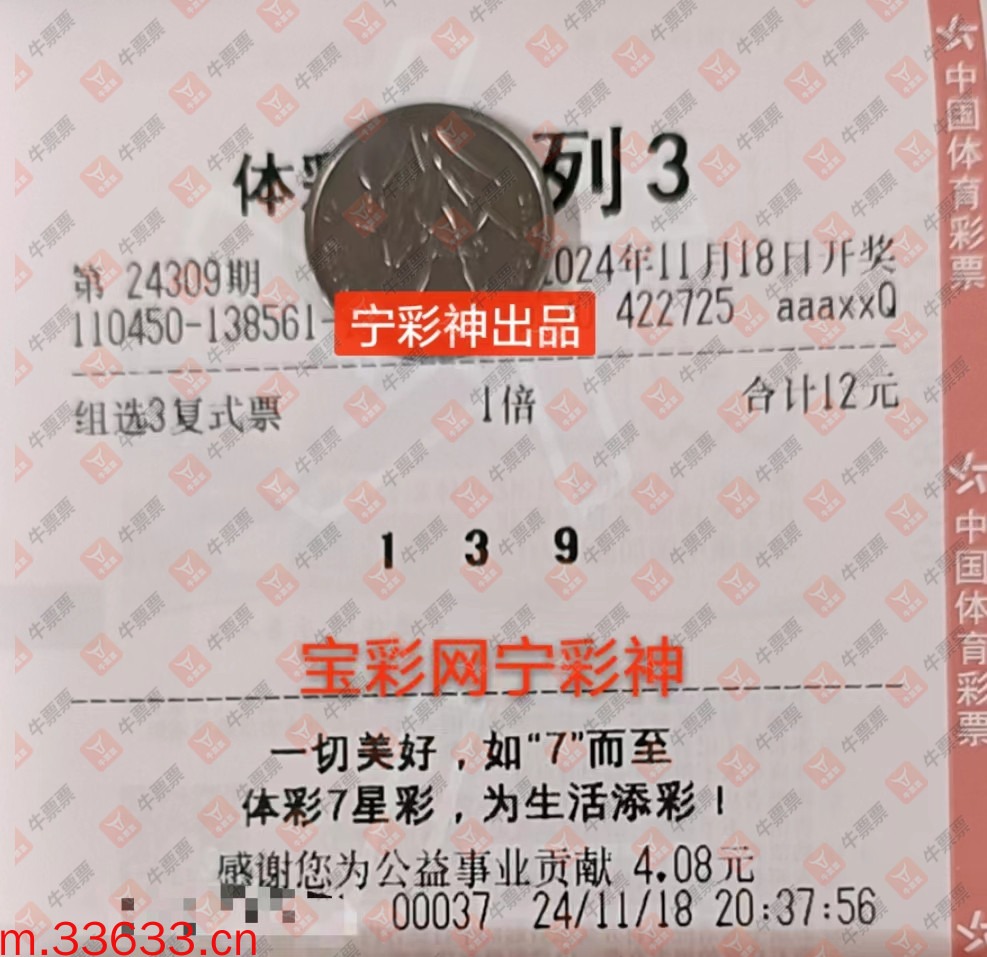 体彩 列3
第 24309期 2024年11月18日开奖
110450-138561- 422725 aaaxxQ
宁彩神出品
组选3复式票 1倍 合计12元
1 3 9
宝彩网宁彩神
一切美好，如“7”而至
体彩7星彩，为生活添彩！
感谢您为公益事业贡献 4.08元
00037 24/11/18 20:37:56
m.33633.cn
中国体育彩票
中国体育彩票
牛票票